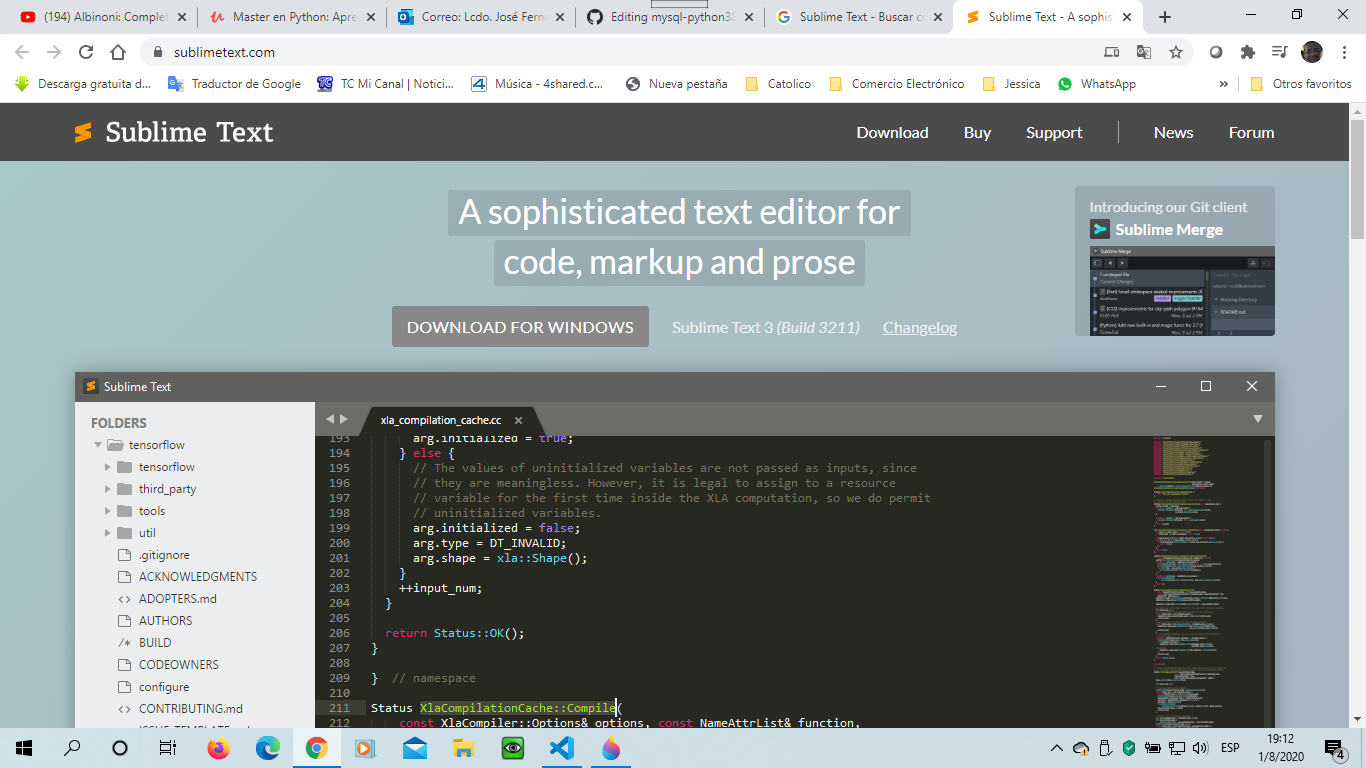 (194) Albinoni: Complet
Master en Python: Apre
Correo: Lcdo. José Ferna
Editing mysql-python38
Sublime Text - Buscar co
Sublime Text - A sophis
sublimetext.com
Descarga gratuita d...
Traductor de Google
TC Mi Canal | Notici...
Música - 4shared.c...
Nueva pestaña
Catolico
Comercio Electrónico
Jessica
WhatsApp
»
Otros favoritos
Sublime Text
Download
Buy
Support
News
Forum
A sophisticated text editor for
code, markup and prose
DOWNLOAD FOR WINDOWS
Sublime Text 3 (Build 3211)
Changelog
Introducing our Git client
Sublime Merge
Sublime Merge
Working Directory
README.md
Sublime Text
FOLDERS
tensorflow
tensorflow
third_party
tools
util
.gitignore
ACKNOWLEDGMENTS
<> ADOPTERS.md
AUTHORS
/* BUILD
CODEOWNERS
configure
<> CONTRIBUTING.md
xla_compilation_cache.cc
193 arg.initialized = true;
194 } else {
195 // The values of uninitialized variables are not passed as inputs, since
196 // they are meaningless. However, it is legal to assign to a resource
197 // variable for the first time inside the XLA computation, so we do permit
198 // uninitialized variables.
199 arg.initialized = false;
200 arg.type = DT_INVALID;
201 arg.shape = xla::Shape();
202 }
203 ++input_num;
204 }
205
206 return Status::OK();
207 }
208
209 } // namespace
210
211 Status XlaCompilationCache::Compile(
212 const XlaCompiler::Options& options, const NameAttrList& function,
ESP
19:12
1/8/2020
4